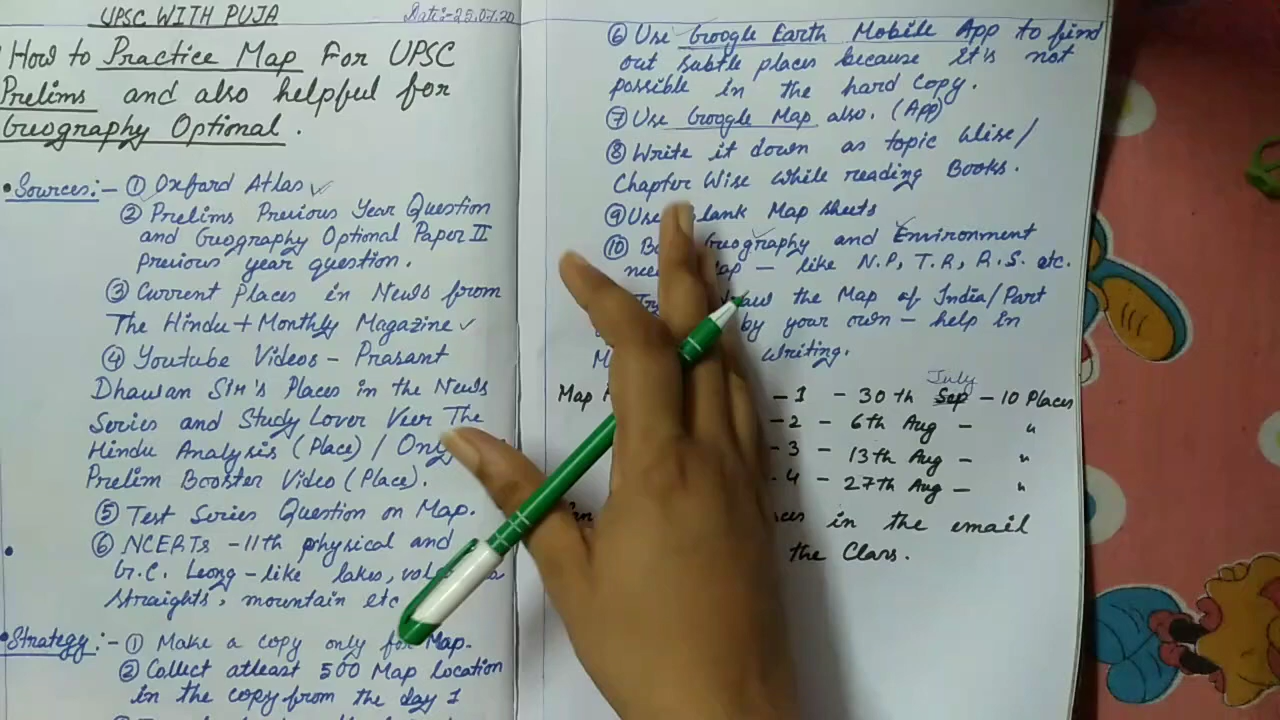 UPSC WITH PUJA
Date:-25.07.20
How to Practice Map For UPSC
Prelims and also helpful for
Geography Optional.
•Sources:- ① Oxford Atlas ✓
② Prelims Previous Year Question
and Geography Optional Paper II
previous year question.
③ Current Places in News from
The Hindu + Monthly Magazine ✓
④ Youtube Videos - Prasant
Dhawan Sir's Places in the News
Series and Study Lover Veer The
Hindu Analysis (Place) /
Prelim Booster Video (Place).
⑤ Test Series Question on Map.
⑥ NCERTs - 11th physical and
G.C. Leong - like lakes,
straights, mountain etc
•Strategy:- ① Make a copy only for Map.
② Collect atleast 500 Map location
in the copy from the day 1
⑥ Use Google Earth Mobile App to find
out subtle places because it's not
possible in the hard copy.
⑦ Use Google Map also. (App)
⑧ Write it down as topic wise/
Chapter Wise while reading Books.
⑨ Use Blank Map sheets
⑩ Geography and Environment
Map - like N.P, T.R, R.S. etc.
the Map of India/Part
by your own - help in
writing.
Map - 1 - 30th July - 10 Places
- 2 - 6th Aug - "
- 3 - 13th Aug - "
- 4 - 27th Aug - "
in the email
the Class.